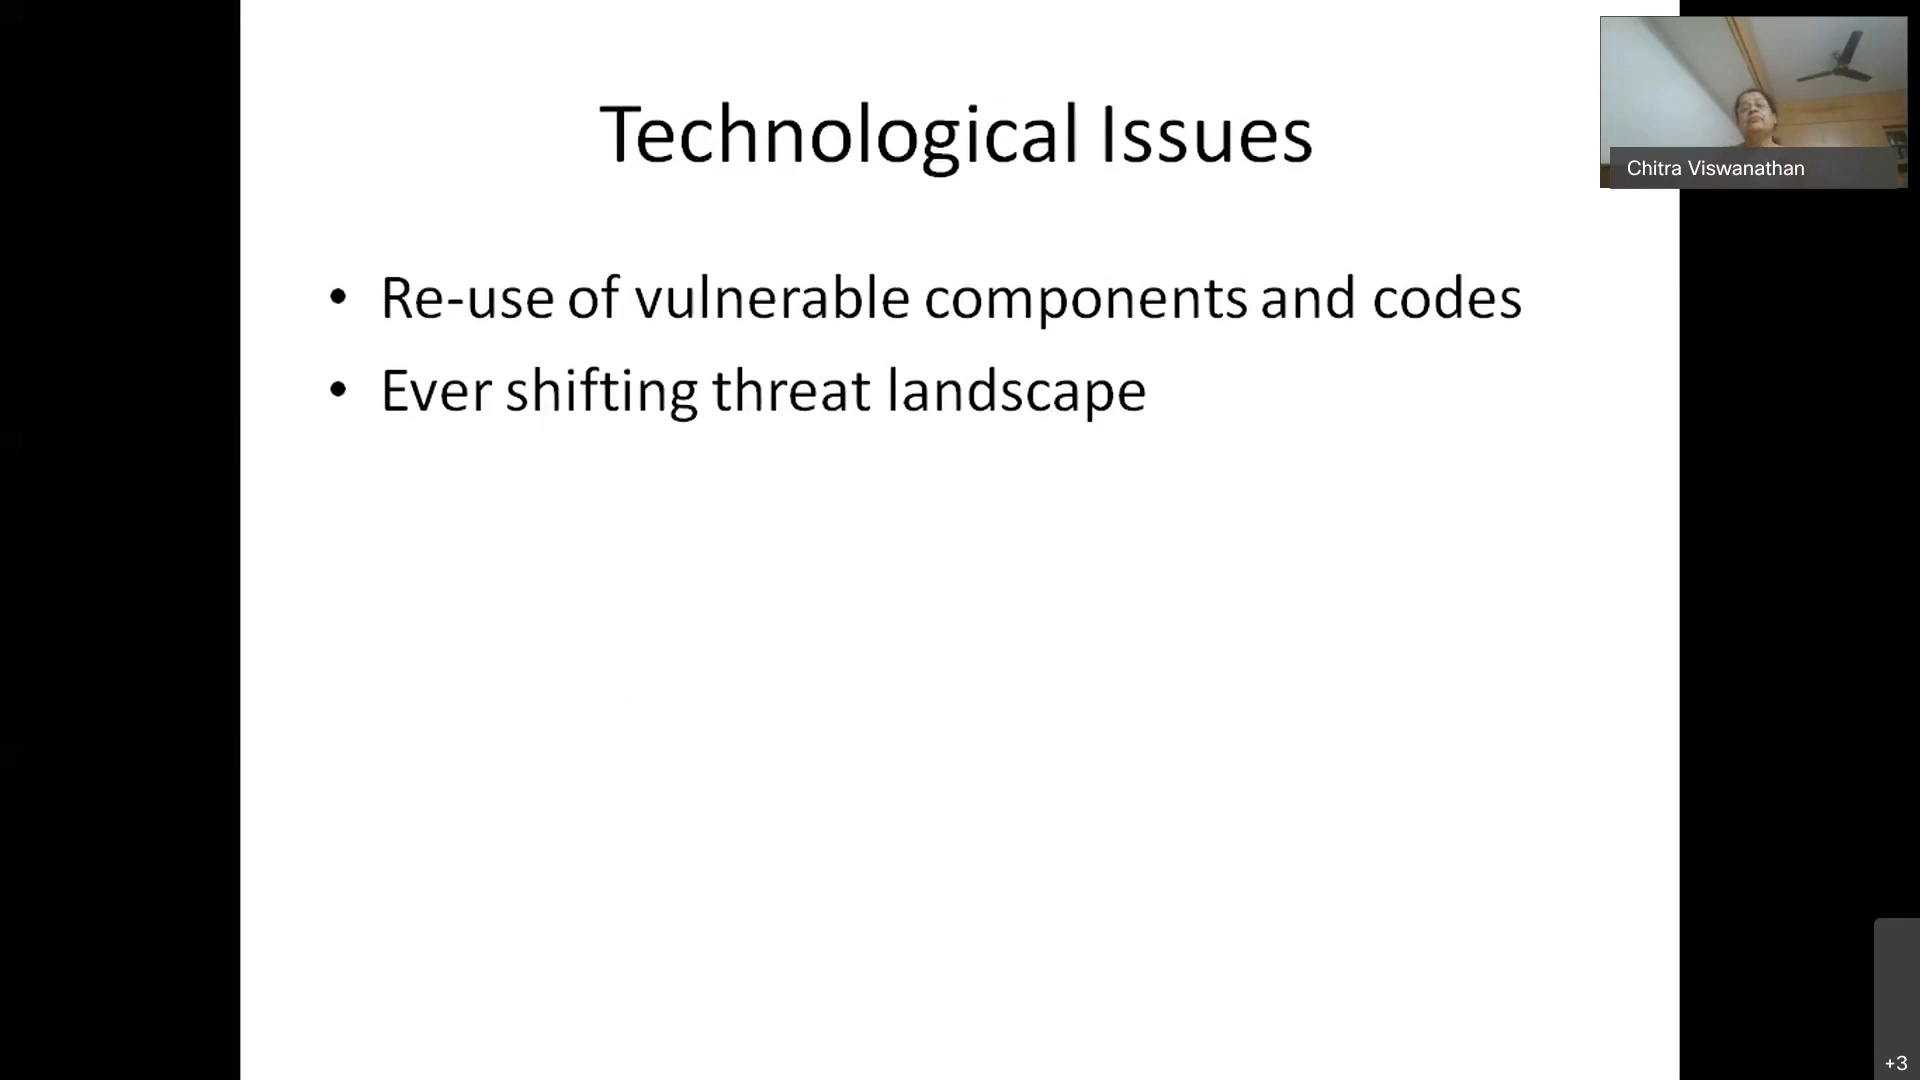 Technological Issues
• Re-use of vulnerable components and codes
• Ever shifting threat landscape
Chitra Viswanathan
+3